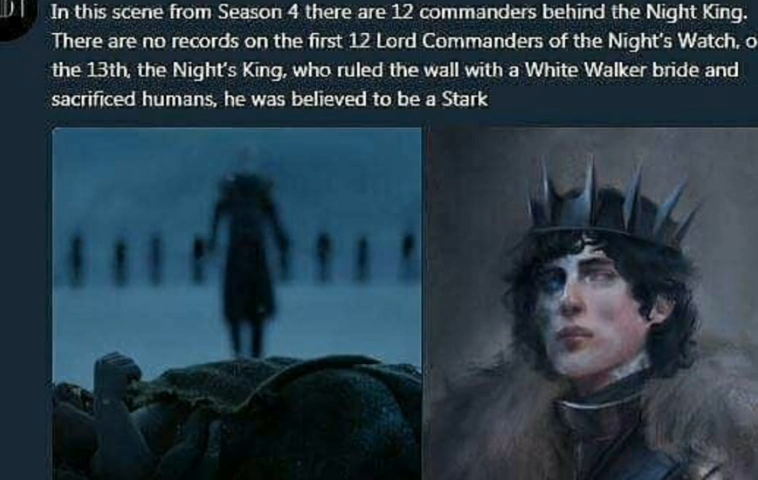 In this scene from Season 4 there are 12 commanders behind the Night King.
There are no records on the first 12 Lord Commanders of the Night's Watch, o
the 13th, the Night's King, who ruled the wall with a White Walker bride and
sacrificed humans, he was believed to be a Stark